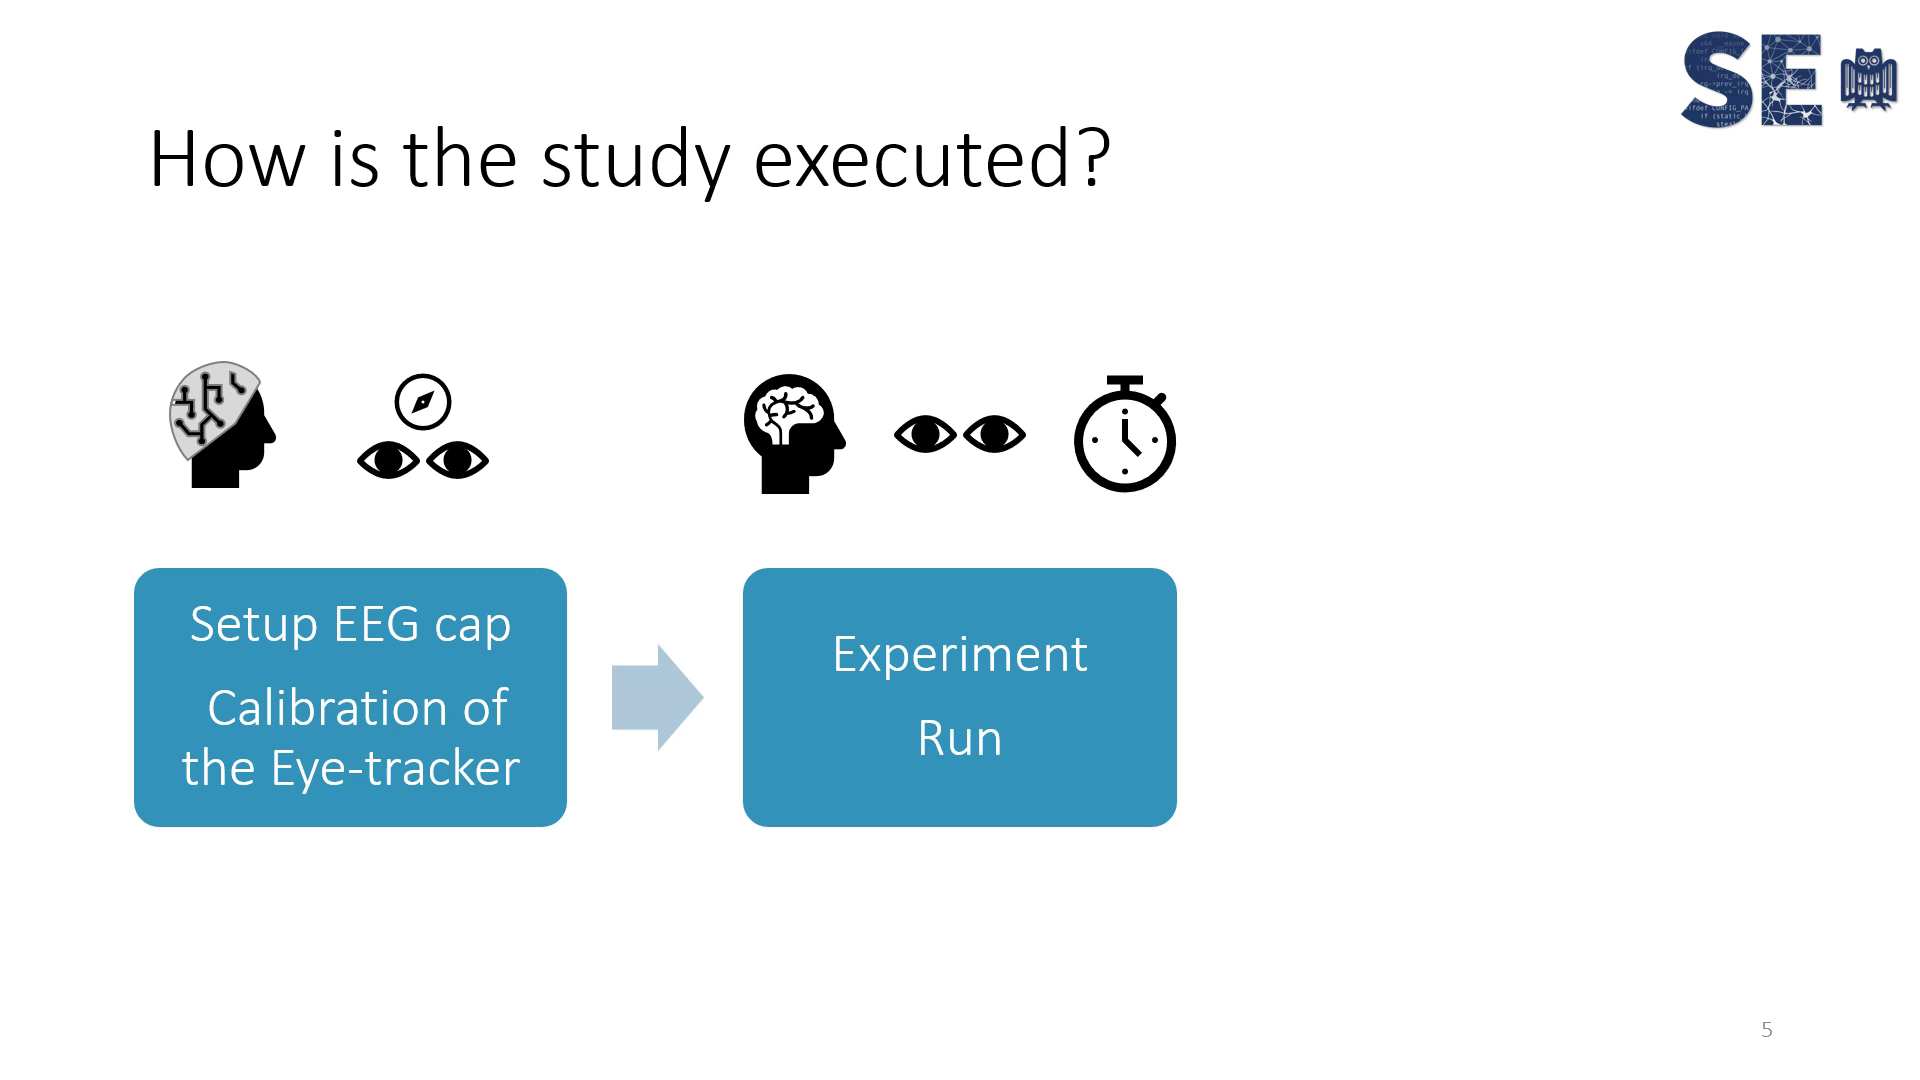 SE
How is the study executed?
Setup EEG cap
Calibration of
the Eye-tracker
Experiment
Run
5